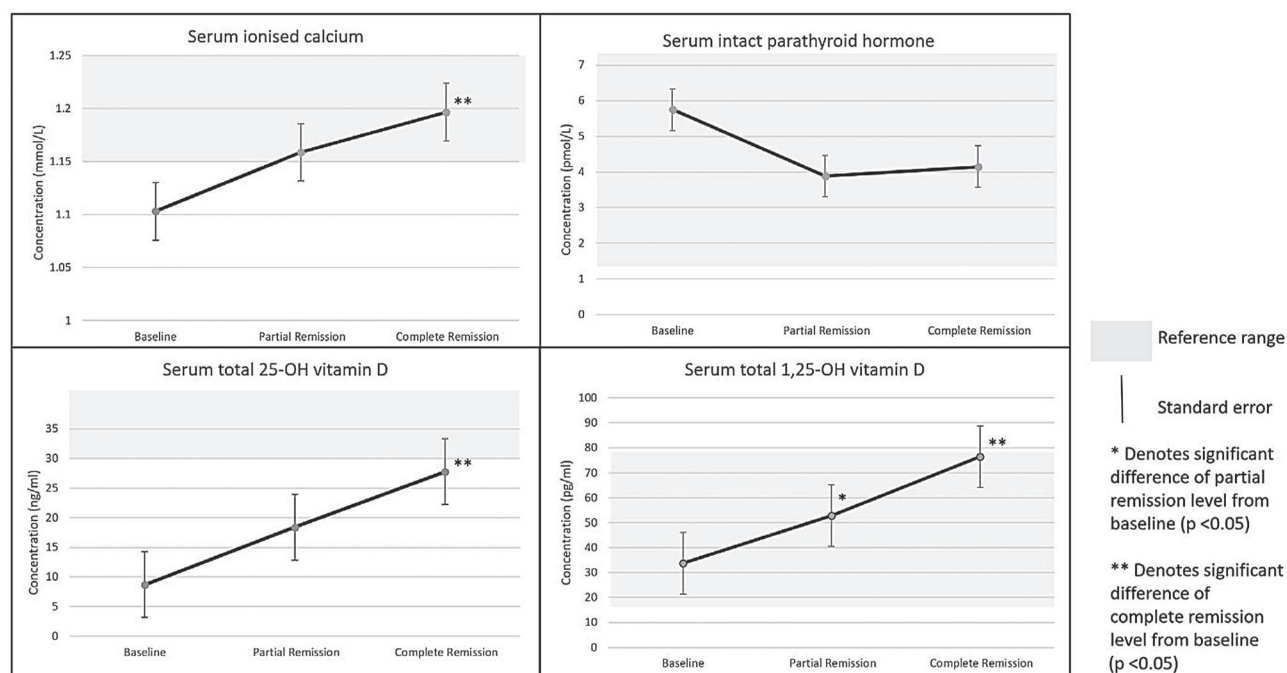 Serum ionised calcium
Concentration (mmol/L)
1.25
1.2
1.15
1.1
1.05
1
Baseline Partial Remission Complete Remission
**
Serum intact parathyroid hormone
Concentration (pmol/L)
7
6
5
4
3
2
1
0
Baseline Partial Remission Complete Remission
Serum total 25-OH vitamin D
Concentration (ng/ml)
35
30
25
20
15
10
5
0
Baseline Partial Remission Complete Remission
**
Serum total 1,25-OH vitamin D
Concentration (pg/ml)
100
90
80
70
60
50
40
30
20
10
0
Baseline Partial Remission Complete Remission
*
**
Reference range
Standard error
* Denotes significant
difference of partial
remission level from
baseline (p <0.05)
** Denotes significant
difference of
complete remission
level from baseline
(p <0.05)